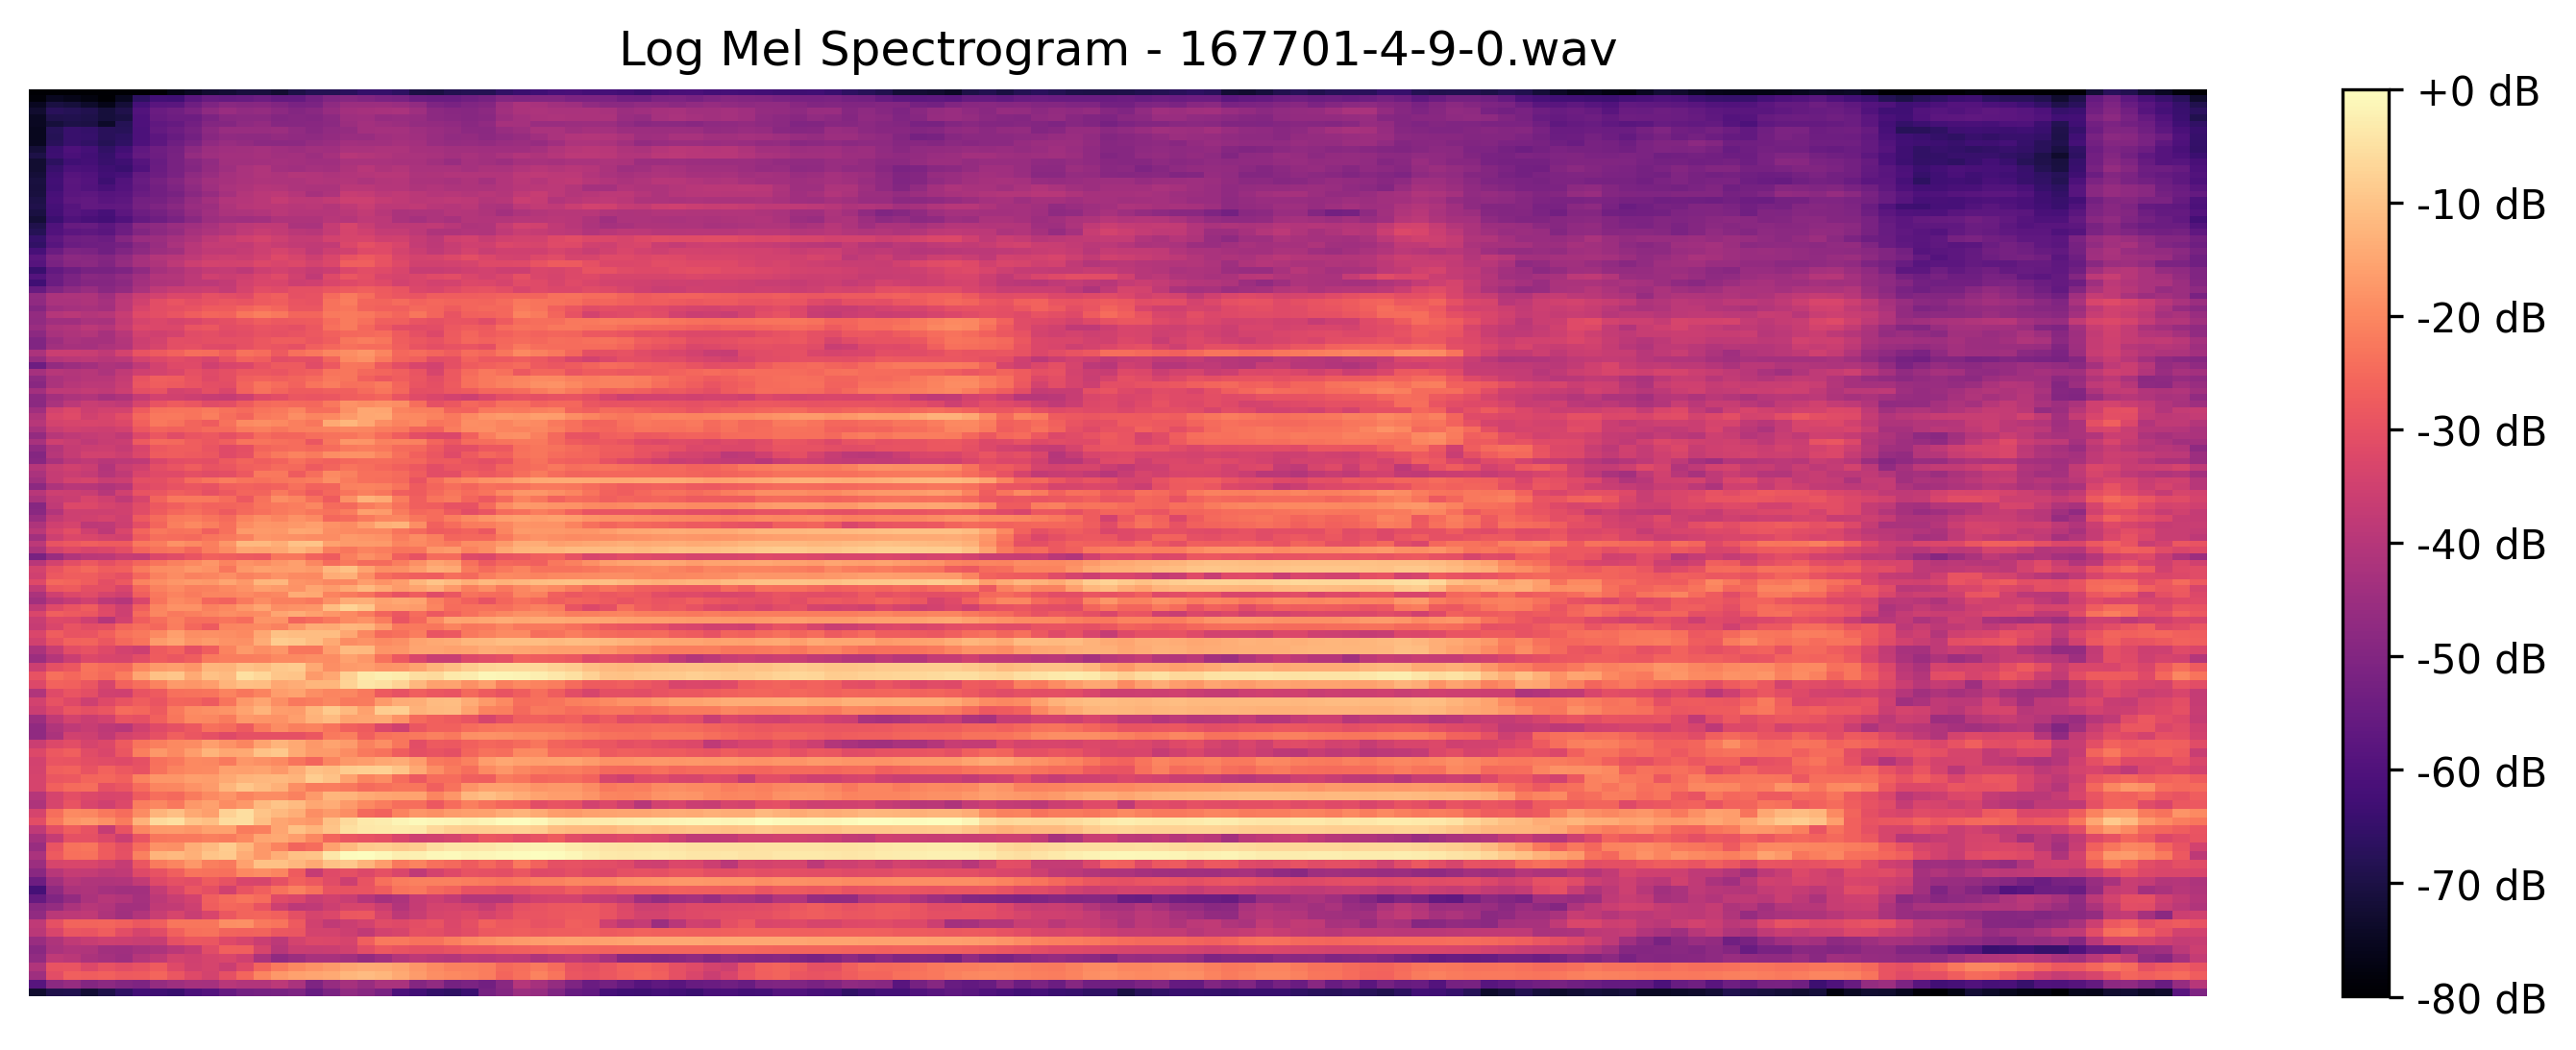 Log Mel Spectrogram - 167701-4-9-0.wav
+0 dB
-10 dB
-20 dB
-30 dB
-40 dB
-50 dB
-60 dB
-70 dB
-80 dB